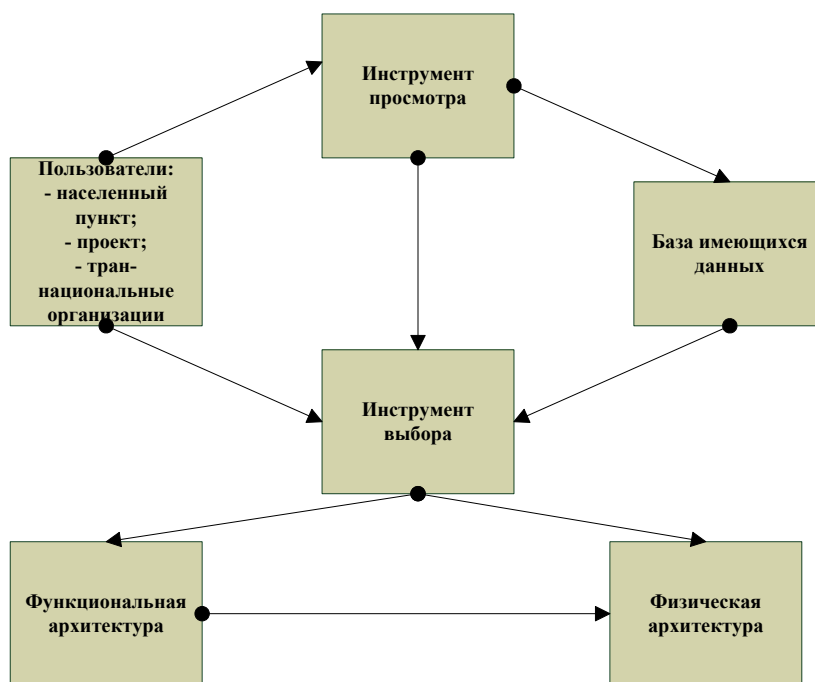 Инструмент
просмотра
Пользователи:
- населенный
пункт;
- проект;
- тран-
национальные
организации
База имеющихся
данных
Инструмент
выбора
Функциональная
архитектура
Физическая
архитектура